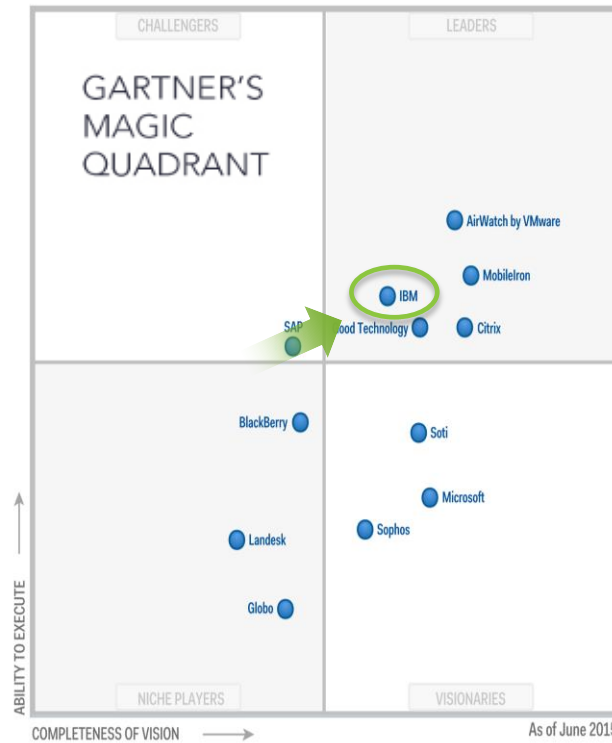 CHALLENGERS
LEADERS
GARTNER'S
MAGIC
QUADRANT
AirWatch by VMware
MobileIron
IBM
SAP
ood Technology
Citrix
BlackBerry
Soti
Microsoft
Sophos
Landesk
Globo
ABILITY TO EXECUTE
NICHE PLAYERS
VISIONARIES
COMPLETENESS OF VISION
As of June 2015